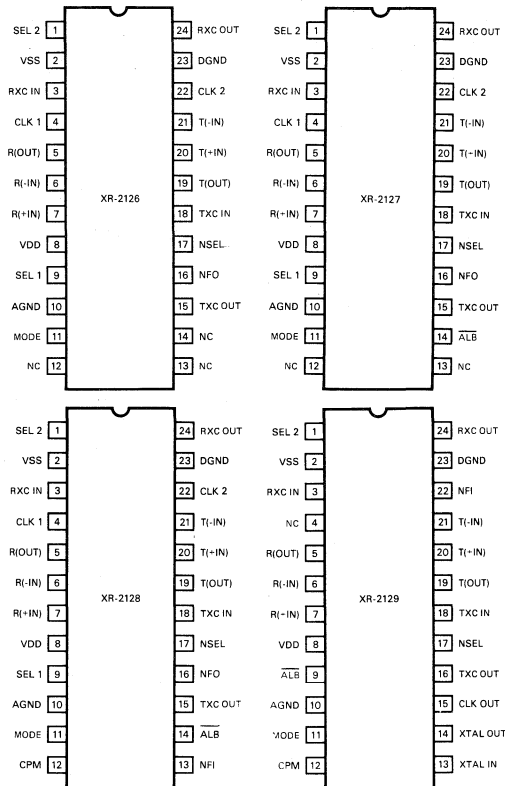 SEL 2 1 24 RXC OUT
VSS 2 23 DGND
RXC IN 3 22 CLK 2
CLK 1 4 21 T(-IN)
R(OUT) 5 20 T(+IN)
R(-IN) 6 19 T(OUT)
XR-2126
R(+IN) 7 18 TXC IN
VDD 8 17 NSEL
SEL 1 9 16 NFO
AGND 10 15 TXC OUT
MODE 11 14 NC
NC 12 13 NC
SEL 2 1 24 RXC OUT
VSS 2 23 DGND
RXC IN 3 22 CLK 2
CLK 1 4 21 T(-IN)
R(OUT) 5 20 T(+IN)
R(-IN) 6 19 T(OUT)
XR-2127
R(+IN) 7 18 TXC IN
VDD 8 17 NSEL
SEL 1 9 16 NFO
AGND 10 15 TXC OUT
MODE 11 14 A̅L̅B̅
NC 12 13 NC
SEL 2 1 24 RXC OUT
VSS 2 23 DGND
RXC IN 3 22 CLK 2
CLK 1 4 21 T(-IN)
R(OUT) 5 20 T(+IN)
R(-IN) 6 19 T(OUT)
XR-2128
R(+IN) 7 18 TXC IN
VDD 8 17 NSEL
SEL 1 9 16 NFO
AGND 10 15 TXC OUT
MODE 11 14 A̅L̅B̅
CPM 12 13 NFI
SEL 2 1 24 RXC OUT
VSS 2 23 DGND
RXC IN 3 22 NFI
NC 4 21 T(-IN)
R(OUT) 5 20 T(+IN)
R(-IN) 6 19 T(OUT)
XR-2129
R(+IN) 7 18 TXC IN
VDD 8 17 NSEL
A̅L̅B̅ 9 16 TXC OUT
AGND 10 15 CLK OUT
MODE 11 14 XTAL OUT
CPM 12 13 XTAL IN